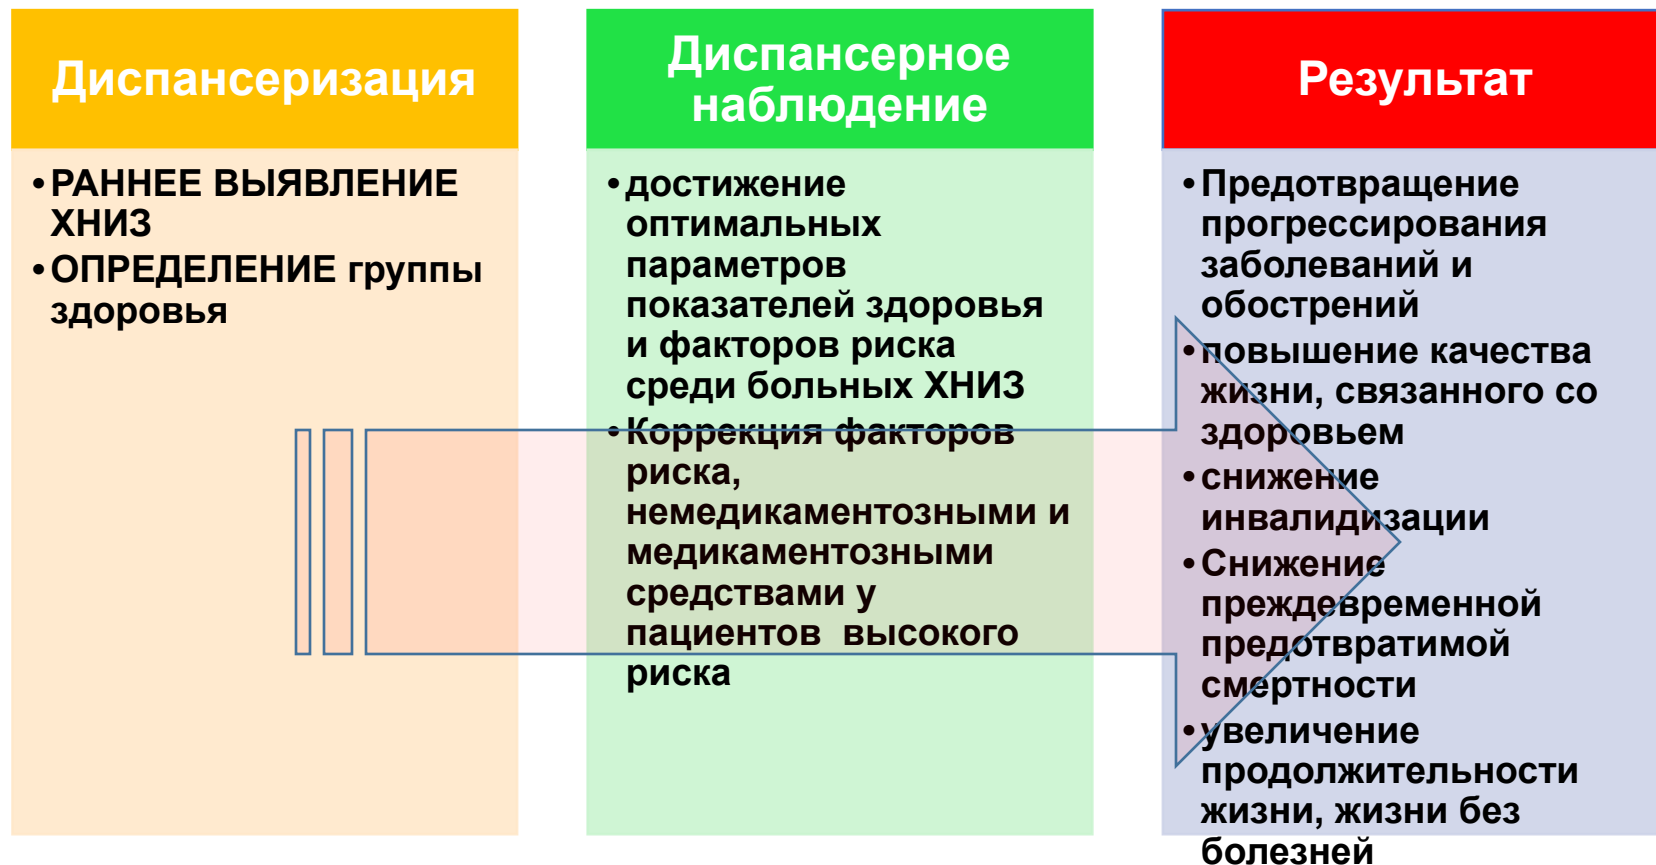 Диспансеризация
•РАННЕЕ ВЫЯВЛЕНИЕ
ХНИЗ
•ОПРЕДЕЛЕНИЕ группы
здоровья
Диспансерное
наблюдение
•достижение
оптимальных
параметров
показателей здоровья
и факторов риска
среди больных ХНИЗ
•Коррекция факторов
риска,
немедикаментозными и
медикаментозными
средствами у
пациентов  высокого
риска
Результат
•Предотвращение
прогрессирования
заболеваний и
обострений
•повышение качества
жизни, связанного со
здоровьем
•снижение
инвалидизации
•Снижение
преждевременной
предотвратимой
смертности
•увеличение
продолжительности
жизни, жизни без
болезней